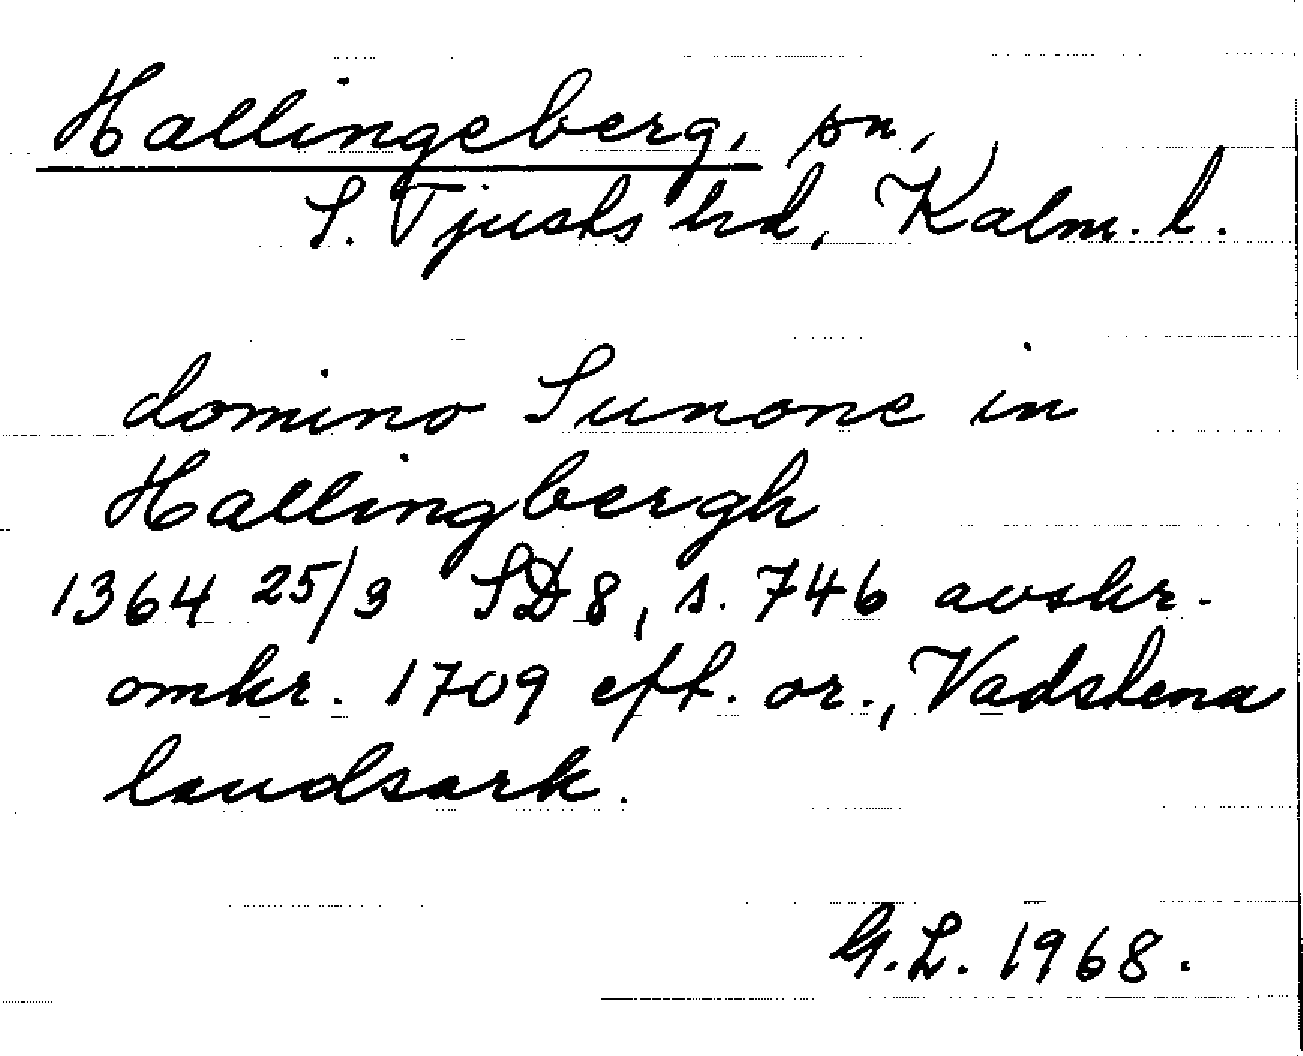 Hallingeberg, sn,
S. Tjusts hd, Kalm. l.
domino Sunone in
Hallingbergh
1364 25/3 SD 8, s. 746 avskr.
omkr. 1709 eft. or., Vadstena
landsark.
G.L. 1968.